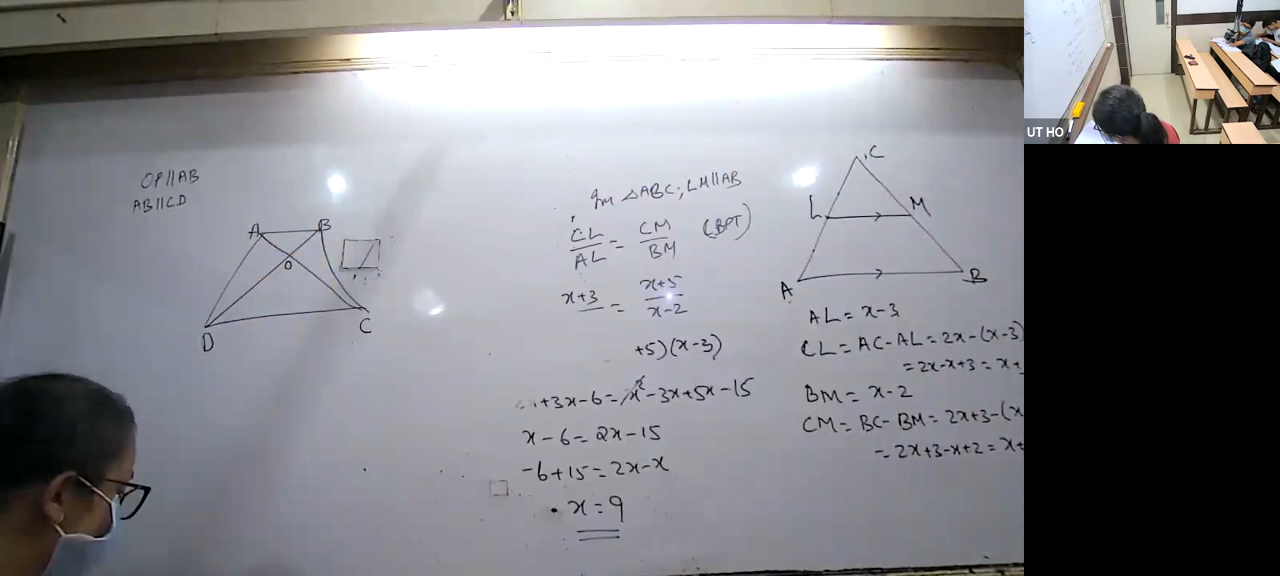 OP||AB
AB||CD
A
B
O
D
C
In △ABC; LM||AB
CL/AL = CM/BM (BPT)
x+3 = x+5/x-2
+5)(x-3)
+3x-6=x²-3x+5x-15
x-6=2x-15
-6+15=2x-x
x=9
C
L
M
A
B
AL=x-3
CL=AC-AL=2x-(x-3)
=2x-x+3=x+
BM=x-2
CM=BC-BM=2x+3-(x
=2x+3-x+2=x+
UT HO